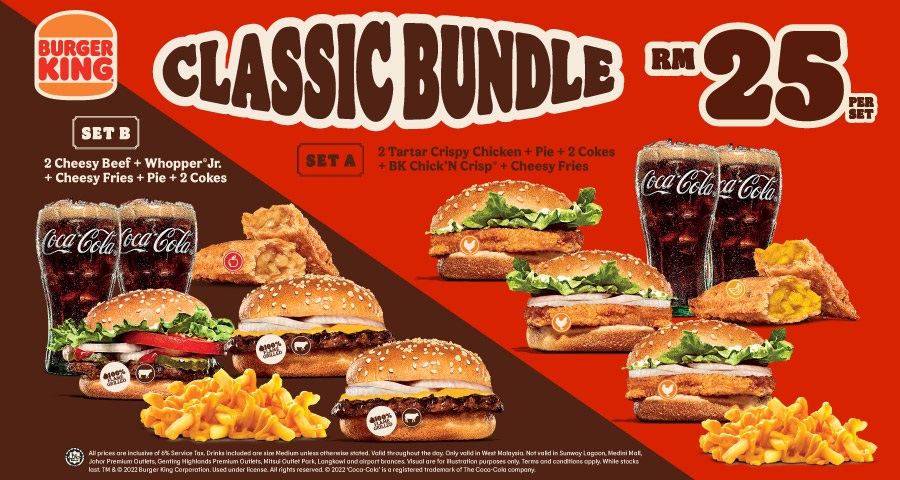 BURGER
KING
CLASSIC BUNDLE
RM 25
PER
SET
SET B
2 Cheesy Beef + Whopper® Jr.
+ Cheesy Fries + Pie + 2 Cokes
SET A
2 Tartar Crispy Chicken + Pie + 2 Cokes
+ BK Chick'N Crisp® + Cheesy Fries
Coca-Cola
Coca-Cola
Coca-Cola
Coca-Cola
100%
FLAME
GRILLED
100%
FLAME
GRILLED
100%
FLAME
GRILLED
All prices are inclusive of 6% Service Tax. Drinks included are size Medium unless otherwise stated. Valid throughout the day. Only valid in West Malaysia. Not valid in Sunway Lagoon, Medini Mall,
Johor Premium Outlets, Genting Highlands Premium Outlets, Mitsui Outlet Park, Langkawi and airport branches. Visual are for illustration purposes only. Terms and conditions apply. While stocks
last. TM & © 2022 Burger King Corporation. Used under license. All rights reserved. © 2022 'Coca-Cola' is a registered trademark of The Coca-Cola company.